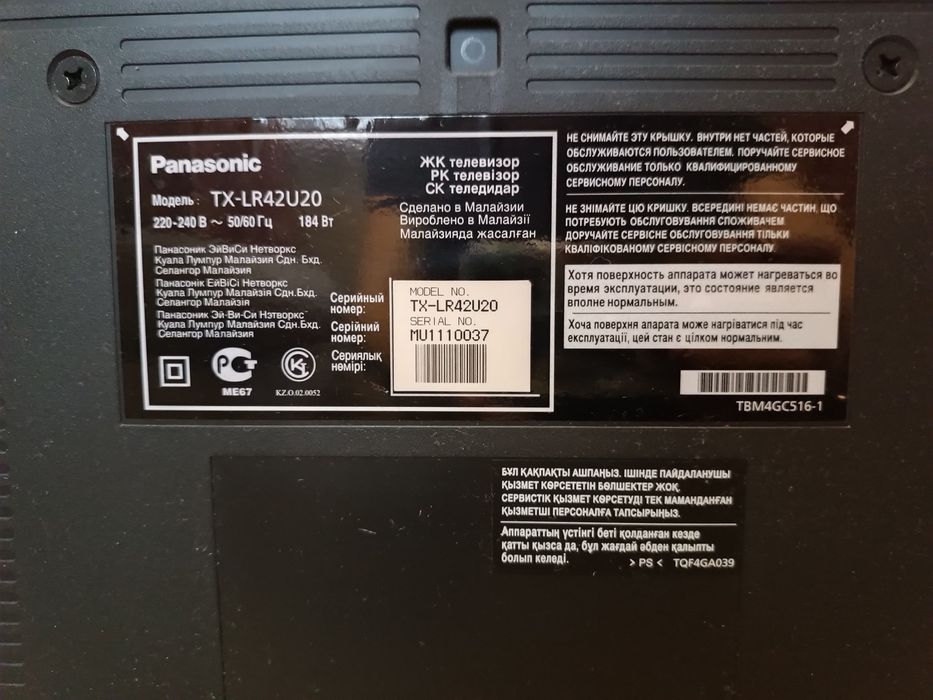 Panasonic
Модель: TX-LR42U20
220-240 В ~ 50/60 Гц 184 Вт
ЖК телевизор
РК телевізор
СК теледидар
Сделано в Малайзии
Вироблено в Малайзії
Малайзияда жасалған
Панасоник ЭйВиСи Нетворкс
Куала Лумпур Малайзия Сдн. Бхд.
Селангор Малайзия
Панасонік ЕйВіСі Нетворкс
Куала Лумпур Малайзія Сдн.Бхд.
Селангор Малайзія
Панасоник Эй-Ви-Си Нэтворкс
Куала Лумпур Малайзия Сдн.Бхд.
Селангор Малайзия
Серийный
номер:
Серійний
номер:
Сериялық
нөмірі:
MODEL NO.
TX-LR42U20
SERIAL NO.
MU1110037
РСТ
ME67
KZ.O.02.0052
НЕ СНИМАЙТЕ ЭТУ КРЫШКУ. ВНУТРИ НЕТ ЧАСТЕЙ, КОТОРЫЕ
ОБСЛУЖИВАЮТСЯ ПОЛЬЗОВАТЕЛЕМ. ПОРУЧАЙТЕ СЕРВИСНОЕ
ОБСЛУЖИВАНИЕ ТОЛЬКО КВАЛИФИЦИРОВАННОМУ
СЕРВИСНОМУ ПЕРСОНАЛУ.
НЕ ЗНІМАЙТЕ ЦЮ КРИШКУ. ВСЕРЕДИНІ НЕМАЄ ЧАСТИН, ЩО
ПОТРЕБУЮТЬ ОБСЛУГОВУВАННЯ СПОЖИВАЧЕМ.
ДОРУЧАЙТЕ СЕРВІСНЕ ОБСЛУГОВУВАННЯ ТІЛЬКИ
КВАЛІФІКОВАНОМУ СЕРВІСНОМУ ПЕРСОНАЛУ.
Хотя поверхность аппарата может нагреваться во
время эксплуатации, это состояние является
вполне нормальным.
Хоча поверхня апарата може нагріватися під час
експлуатації, цей стан є цілком нормальним.
TBM4GC516-1
БҰЛ ҚАҚПАҚТЫ АШПАҢЫЗ. ІШІНДЕ ПАЙДАЛАНУШЫ
ҚЫЗМЕТ КӨРСЕТЕТІН БӨЛШЕКТЕР ЖОҚ.
СЕРВИСТІК ҚЫЗМЕТ КӨРСЕТУДІ ТЕК МАМАНДАНҒАН
ҚЫЗМЕТШІ ПЕРСОНАЛҒА ТАПСЫРЫҢЫЗ.
Аппараттың үстіңгі беті қолданған кезде
қатты қызса да, бұл жағдай әбден қалыпты
болып келеді.
> PS < TQF4GA039